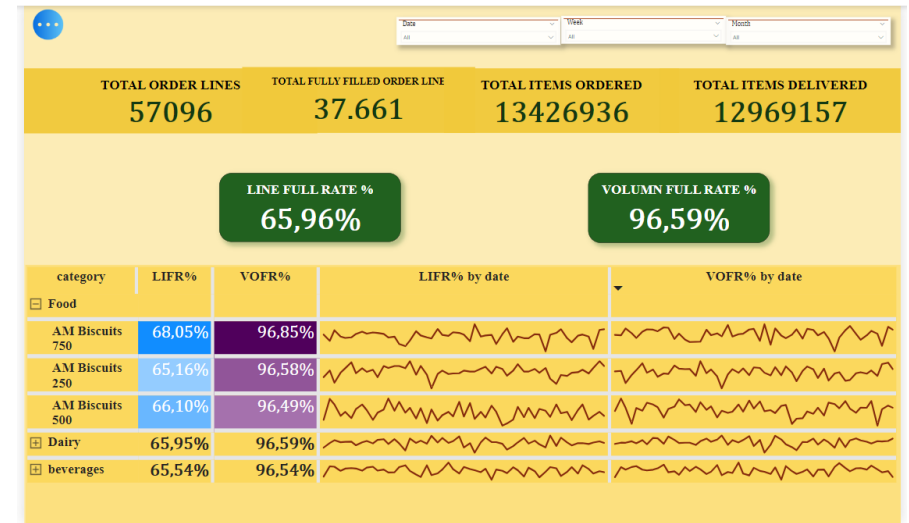 Date
All
Week
All
Month
All
TOTAL ORDER LINES
57096
TOTAL FULLY FILLED ORDER LINE
37.661
TOTAL ITEMS ORDERED
13426936
TOTAL ITEMS DELIVERED
12969157
LINE FULL RATE %
65,96%
VOLUMN FULL RATE %
96,59%
category LIFR% VOFR% LIFR% by date VOFR% by date
Food
AM Biscuits 68,05% 96,85%
750
AM Biscuits 65,16% 96,58%
250
AM Biscuits 66,10% 96,49%
500
Dairy 65,95% 96,59%
beverages 65,54% 96,54%